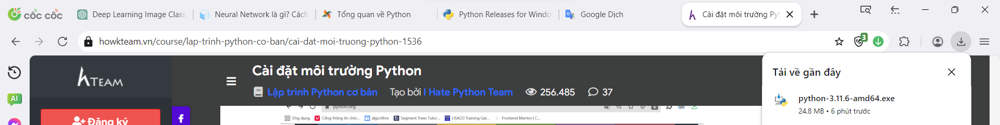 cốc cốc
Deep Learning Image Class
Neural Network là gì? Cách
Tổng quan về Python
Python Releases for Windo
Google Dịch
Cài đặt môi trường Pyt
howkteam.vn/course/lap-trinh-python-co-ban/cai-dat-moi-truong-python-1536
3
Tải về gần đây
python-3.11.6-amd64.exe
24,8 MB • 6 phút trước
AI
TEAM
Đăng ký
f
Cài đặt môi trường Python
Lập trình Python cơ bản Tạo bởi I Hate Python Team 256.485 37
python.org
Ứng dụng Cổng thông tin chín... algorithm Segment Trees Tutor... USACO Training Gat... Frontend Mentor | C...